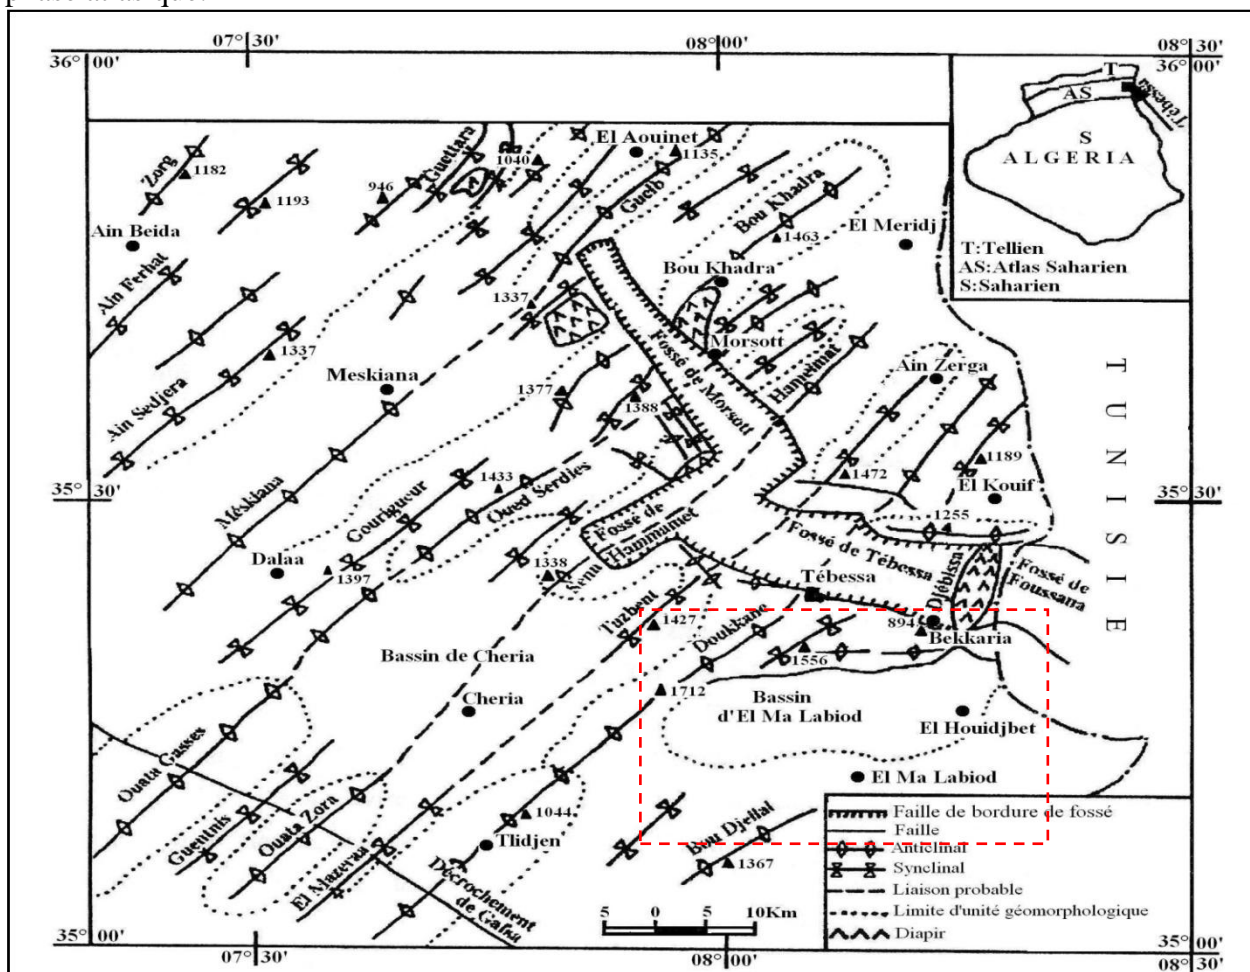 07°30'
08°00'
08°30'
36°00'
36°00'
T
AS
S
ALGERIA
Tébessa
T:Tellien
AS:Atlas Saharien
S:Saharien
El Aouinet
1135
Zorg
1182
1193
946
Guettara
1040
Guelb
Bou Khadra
1463
El Meridj
Ain Beida
Ain Ferhat
Bou Khadra
1337
Morsott
Fossé de Morsott
Hameimat
Ain Zerga
1337
Meskiana
1377
1388
Ain Sedjera
1472
1189
El Kouif
TUNISIE
35°30'
35°30'
1433
Oued Serdies
Gourigueur
Méskiana
Fossé de
Hammamet
1255
Fossé de Tébessa
Djébissa
Fossé de
Foussana
Dalaa
1397
1338
Tébessa
Tuzbent
1427
Doukkane
894
Bekkaria
1556
Bassin de Cheria
Cheria
1712
Bassin
d'El Ma Labiod
El Houidjbet
El Ma Labiod
Ouata Gasses
Guentnis
Ouata Zora
El Mazeraa
1044
Tlidjen
Décrochement
de Gafsa
Bou Djellal
1367
5 0 5 10Km
Faille de bordure de fossé
Faille
Anticlinal
Synclinal
Liaison probable
Limite d'unité géomorphologique
Diapir
35°00'
35°00'
07°30'
08°00'
08°30'